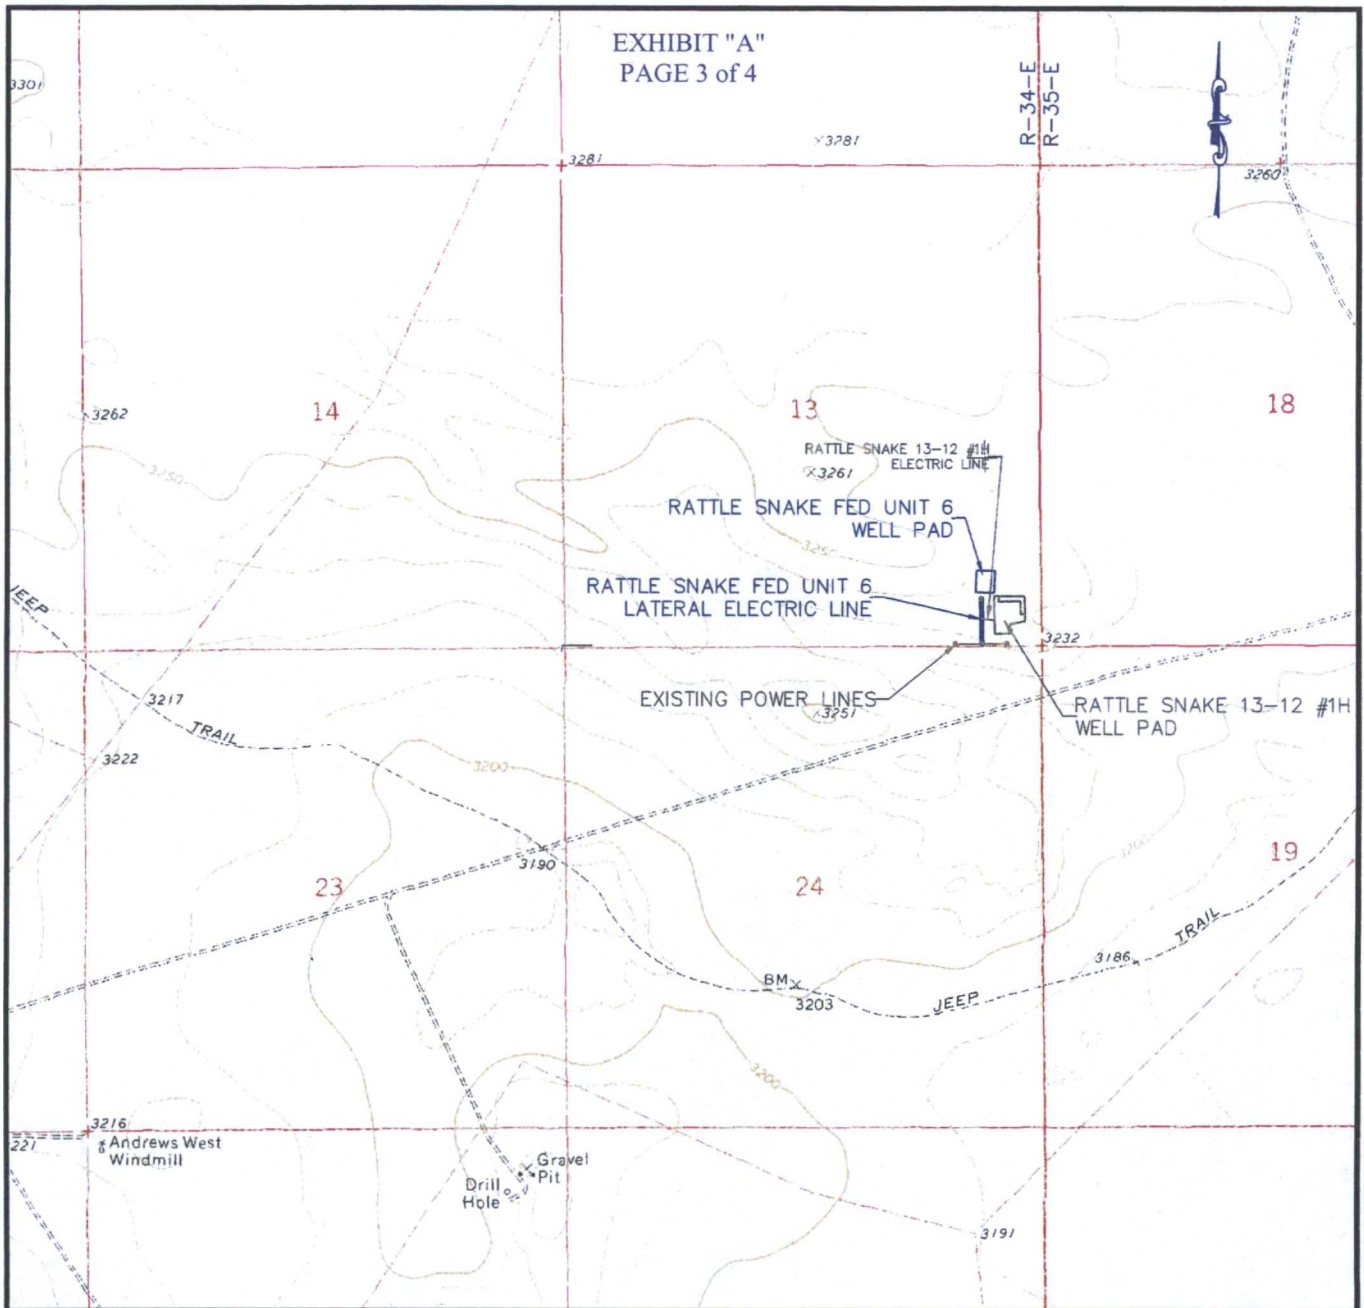 EXHIBIT "A"
PAGE 3 of 4
R-34-E
R-35-E
3301
3281
3281
3260
14
13
18
3262
3250
RATTLE SNAKE 13-12 #1H
ELECTRIC LINE
3261
RATTLE SNAKE FED UNIT 6
WELL PAD
3250
RATTLE SNAKE FED UNIT 6
LATERAL ELECTRIC LINE
JEEP
3232
EXISTING POWER LINES
3217
TRAIL
3251
RATTLE SNAKE 13-12 #1H
WELL PAD
3222
3200
3190
3200
19
23
24
TRAIL
3186
BM
3203
JEEP
3200
3216
221
Andrews West
Windmill
Gravel
Pit
Drill
Hole
3191